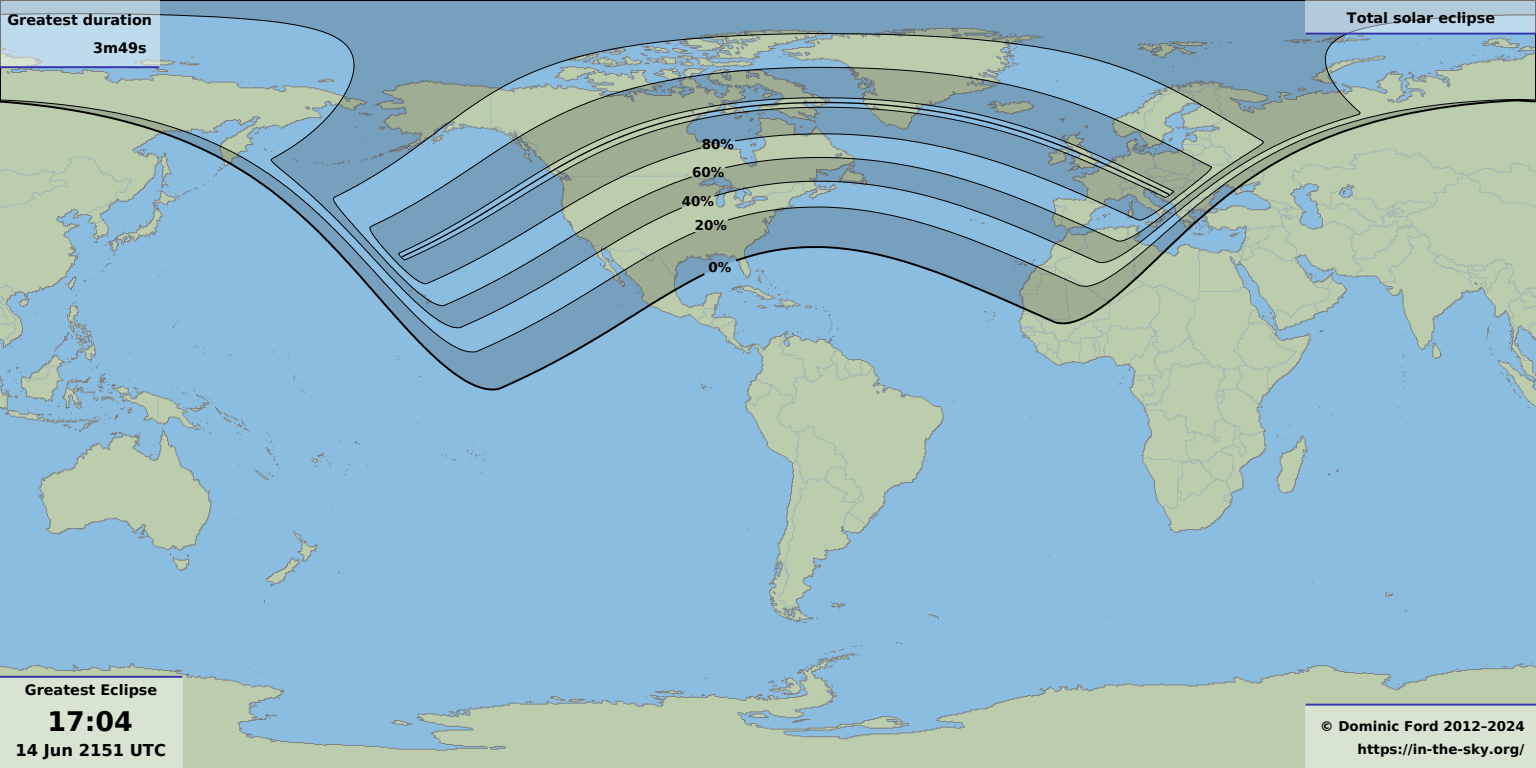 Greatest duration
3m49s
Total solar eclipse
80%
60%
40%
20%
0%
Greatest Eclipse
17:04
14 Jun 2151 UTC
© Dominic Ford 2012–2024
https://in-the-sky.org/